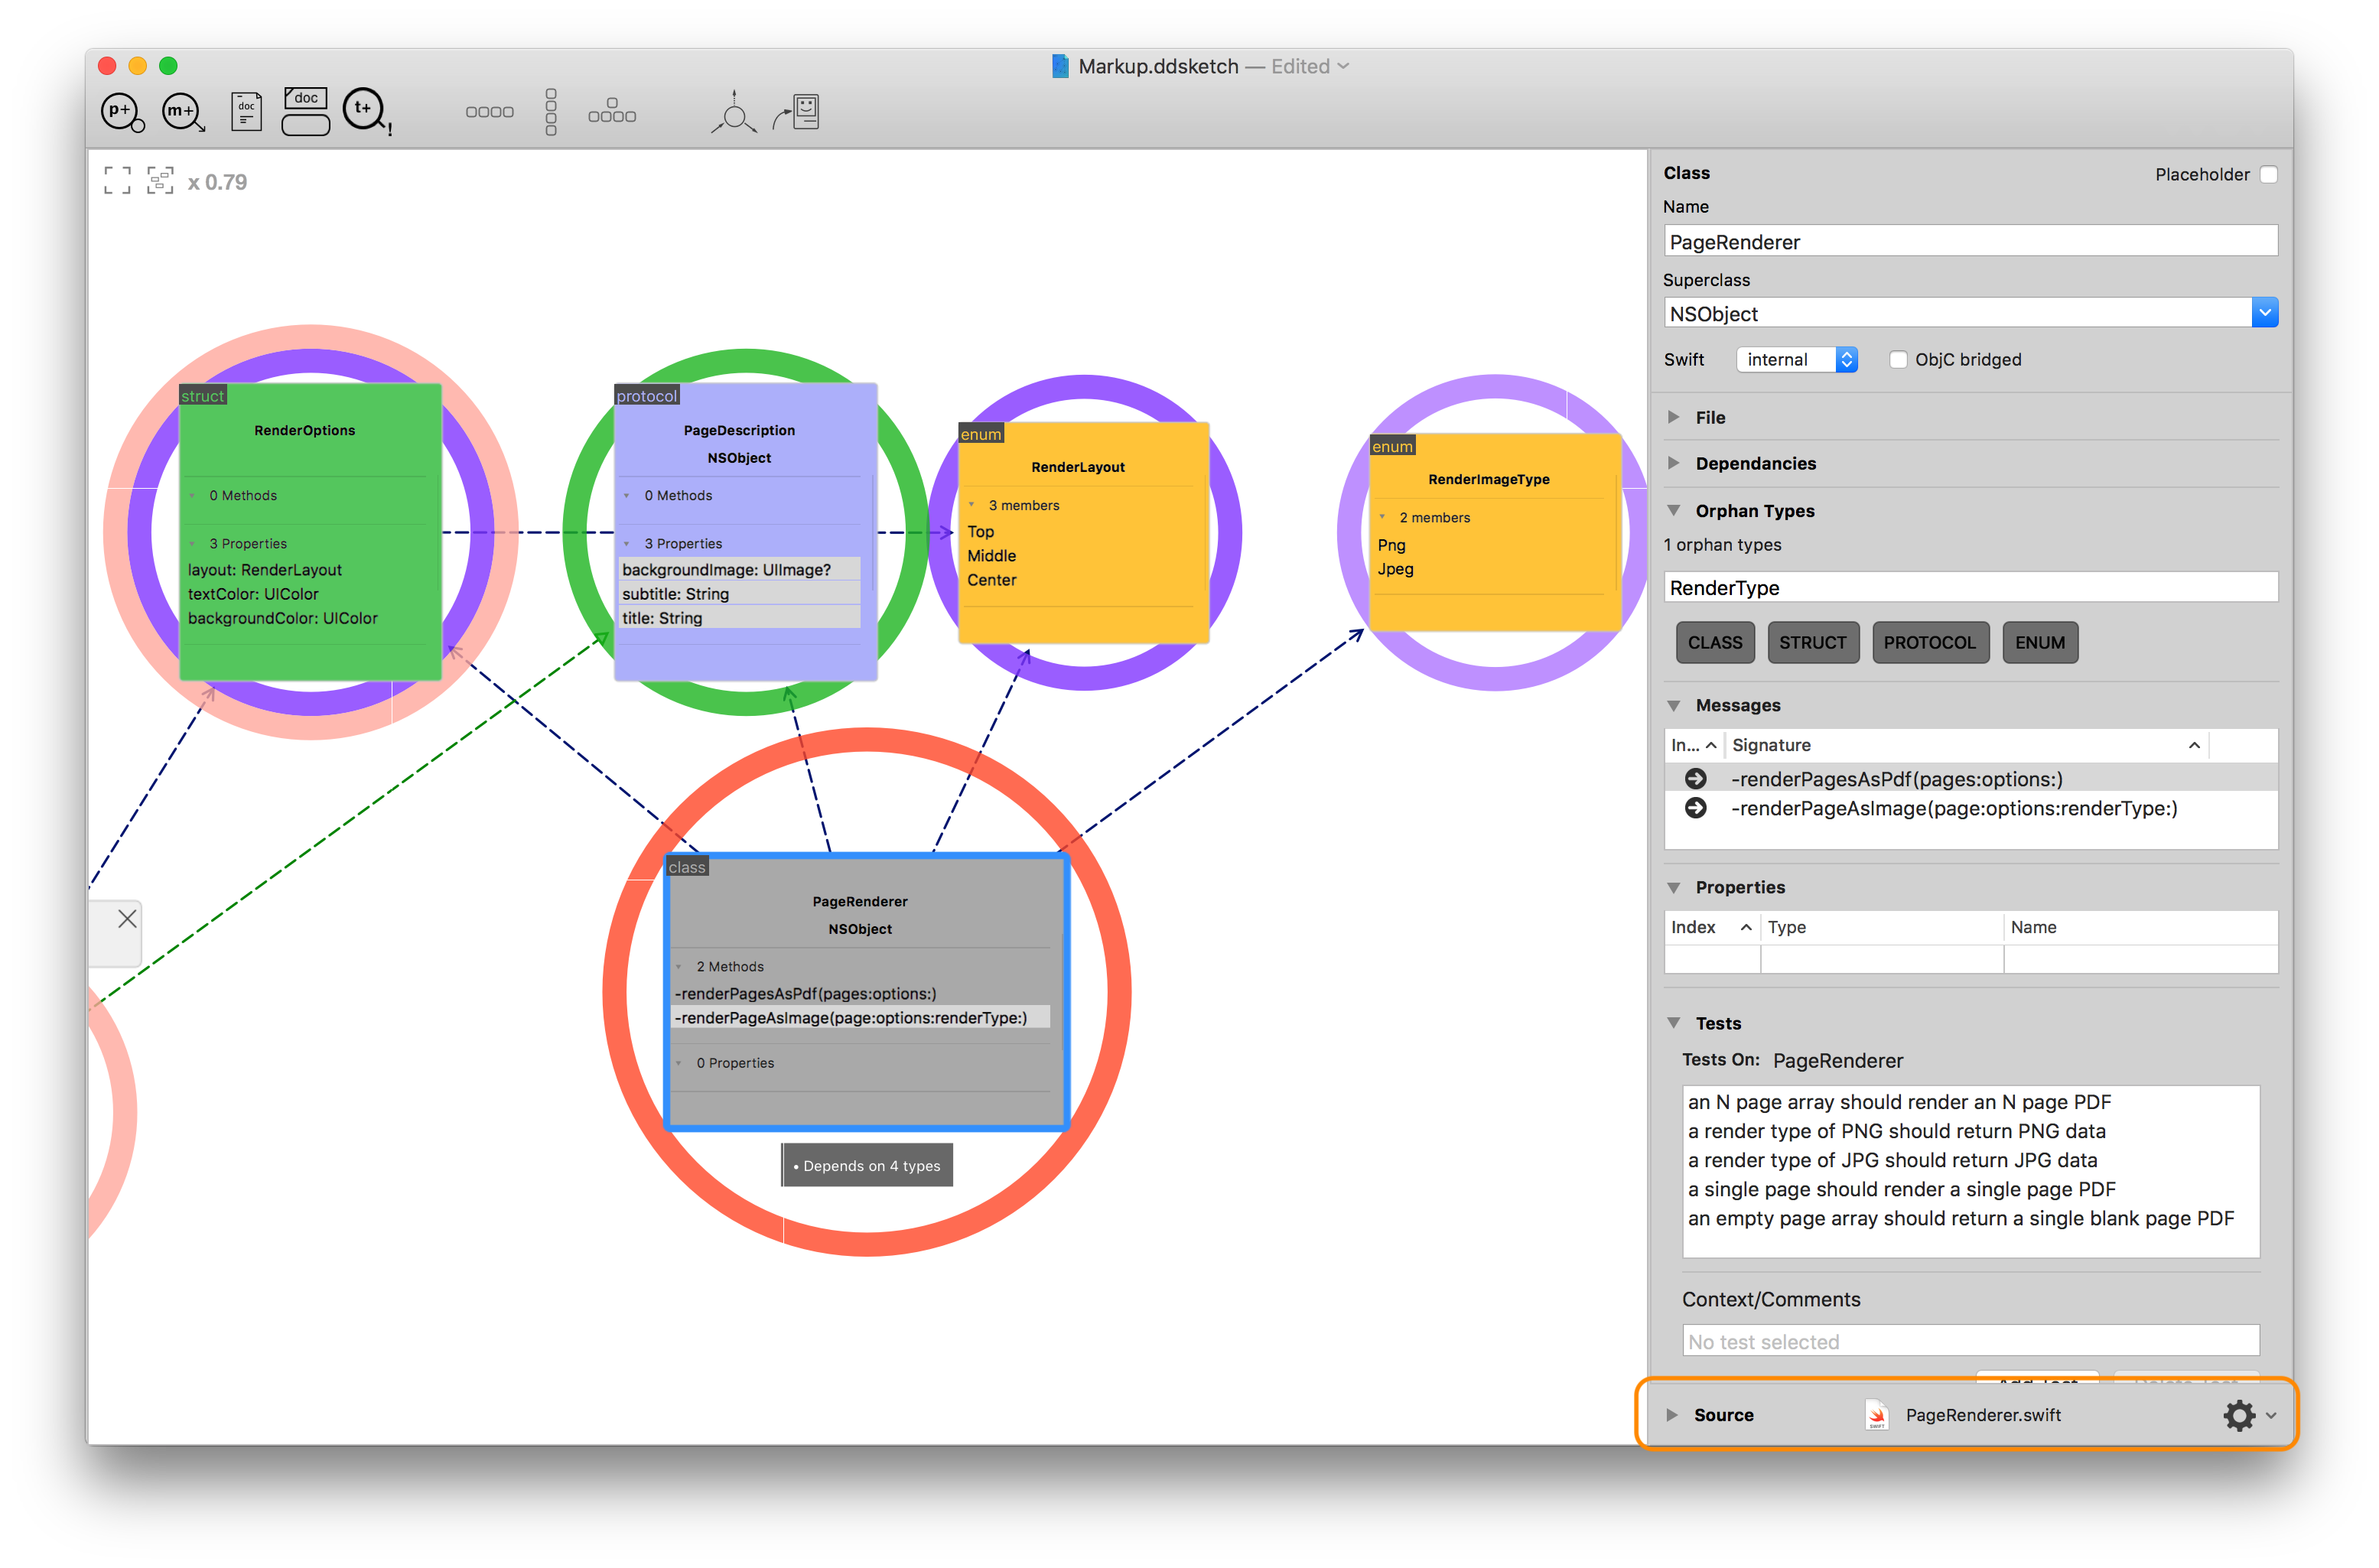 Markup.ddsketch — Edited
p+
m+
doc
doc
t+
x 0.79
struct
RenderOptions
0 Methods
3 Properties
layout: RenderLayout
textColor: UIColor
backgroundColor: UIColor
protocol
PageDescription
NSObject
0 Methods
3 Properties
backgroundImage: UIImage?
subtitle: String
title: String
enum
RenderLayout
3 members
Top
Middle
Center
enum
RenderImageType
2 members
Png
Jpeg
class
PageRenderer
NSObject
2 Methods
-renderPagesAsPdf(pages:options:)
-renderPageAsImage(page:options:renderType:)
0 Properties
• Depends on 4 types
Class
Placeholder
Name
PageRenderer
Superclass
NSObject
Swift internal ObjC bridged
File
Dependancies
Orphan Types
1 orphan types
RenderType
CLASS STRUCT PROTOCOL ENUM
Messages
In... Signature
-renderPagesAsPdf(pages:options:)
-renderPageAsImage(page:options:renderType:)
Properties
Index Type Name
Tests
Tests On: PageRenderer
an N page array should render an N page PDF
a render type of PNG should return PNG data
a render type of JPG should return JPG data
a single page should render a single page PDF
an empty page array should return a single blank page PDF
Context/Comments
No test selected
Add Test Delete Test
Source SWIFT PageRenderer.swift